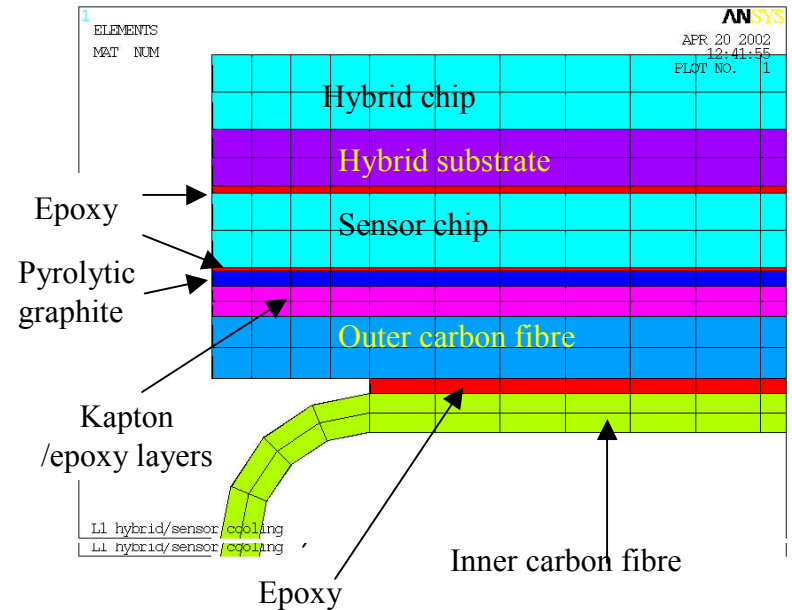 1
ELEMENTS
MAT NUM
ANSYS
APR 20 2002
12:41:55
PLOT NO. 1
Hybrid chip
Hybrid substrate
Epoxy
Sensor chip
Pyrolytic
graphite
Outer carbon fibre
Kapton
/epoxy layers
L1 hybrid/sensor cooling
L1 hybrid/sensor cooling
Inner carbon fibre
Epoxy